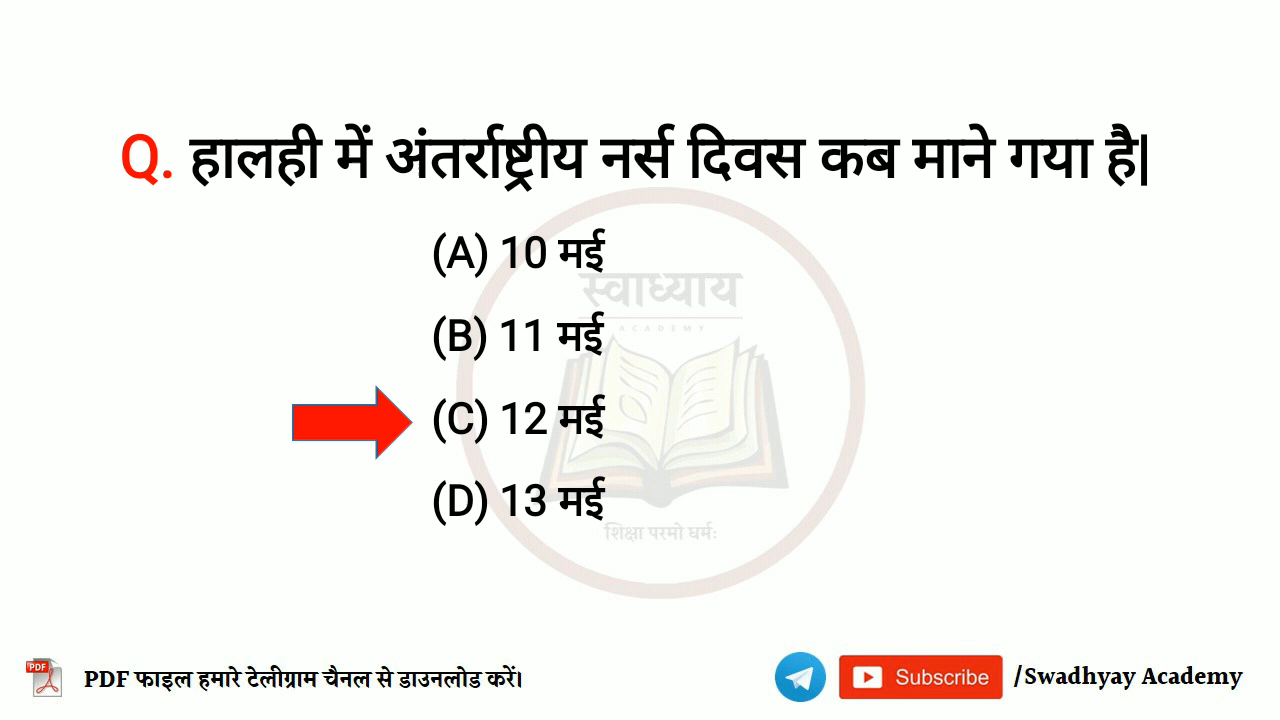 Q. हालही में अंतर्राष्ट्रीय नर्स दिवस कब माने गया है|
(A) 10 मई
स्वाध्याय
ACADEMY
(B) 11 मई
(C) 12 मई
(D) 13 मई
शिक्षा परमो धर्मः
PDF
PDF फाइल हमारे टेलीग्राम चैनल से डाउनलोड करें।
Subscribe
/Swadhyay Academy